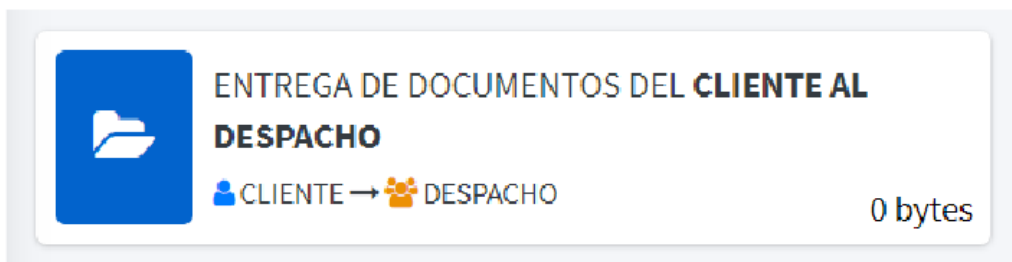 ENTREGA DE DOCUMENTOS DEL CLIENTE AL
DESPACHO
CLIENTE → DESPACHO
0 bytes